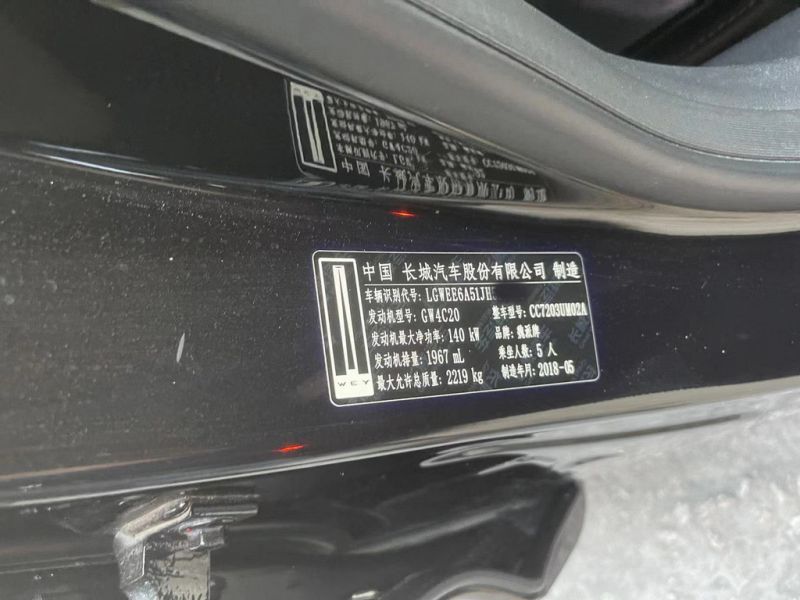 中国 长城汽车股份有限公司 制造
车辆识别代号: LGWEE6A51JH
发动机型号: GW4C20 整车型号: CC7203UM02A
发动机最大净功率: 140 kW 品牌: 魏派牌
发动机排量: 1967 mL 乘坐人数: 5 人
最大允许总质量: 2219 kg 制造年月: 2018-05
WEY